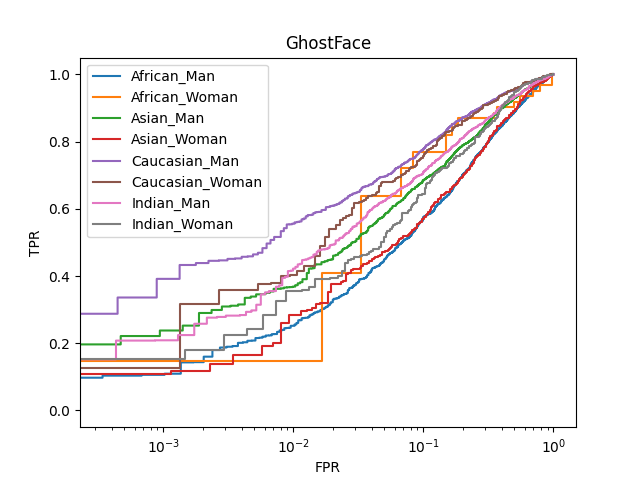 GhostFace
TPR
1.0
0.8
0.6
0.4
0.2
0.0
African_Man
African_Woman
Asian_Man
Asian_Woman
Caucasian_Man
Caucasian_Woman
Indian_Man
Indian_Woman
10⁻³ 10⁻² 10⁻¹ 10⁰
FPR